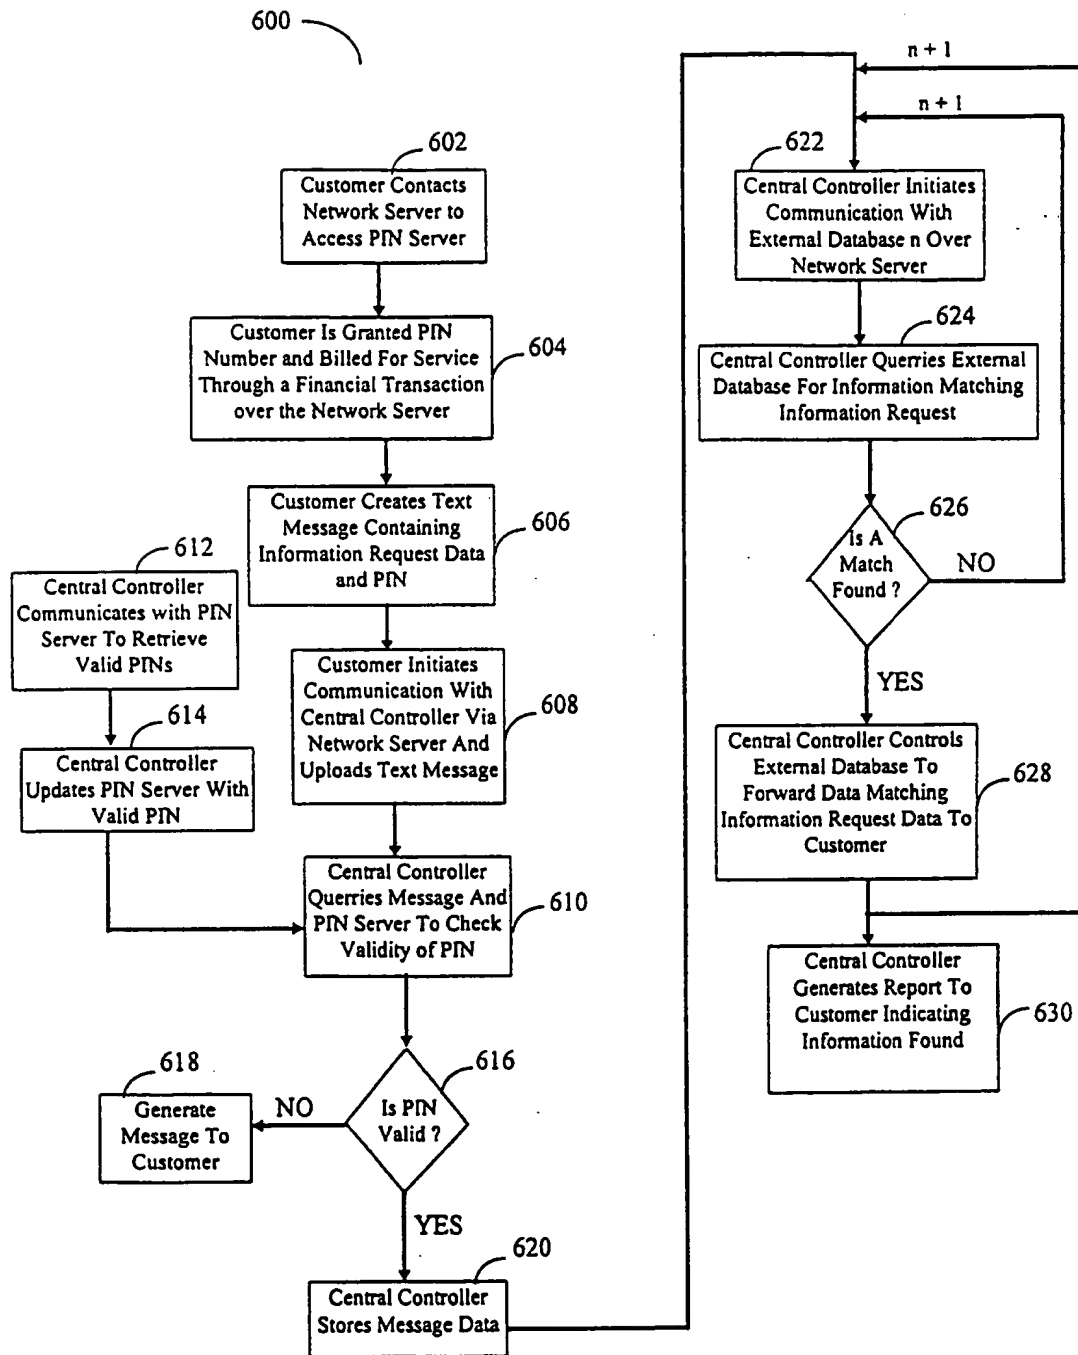 600
602
Customer Contacts
Network Server to
Access PIN Server
Customer Is Granted PIN
Number and Billed For Service
Through a Financial Transaction
over the Network Server
604
Customer Creates Text
Message Containing
Information Request Data
and PIN
606
612
Central Controller
Communicates with PIN
Server To Retrieve
Valid PINs
Customer Initiates
Communication With
Central Controller Via
Network Server And
Uploads Text Message
608
614
Central Controller
Updates PIN Server With
Valid PIN
Central Controller
Querries Message And
PIN Server To Check
Validity of PIN
610
616
Is PIN
Valid ?
NO
618
Generate
Message To
Customer
YES
620
Central Controller
Stores Message Data
n + 1
n + 1
622
Central Controller Initiates
Communication With
External Database n Over
Network Server
624
Central Controller Querries External
Database For Information Matching
Information Request
626
Is A
Match
Found ?
NO
YES
Central Controller Controls
External Database To
Forward Data Matching
Information Request Data To
Customer
628
Central Controller
Generates Report To
Customer Indicating
Information Found
630